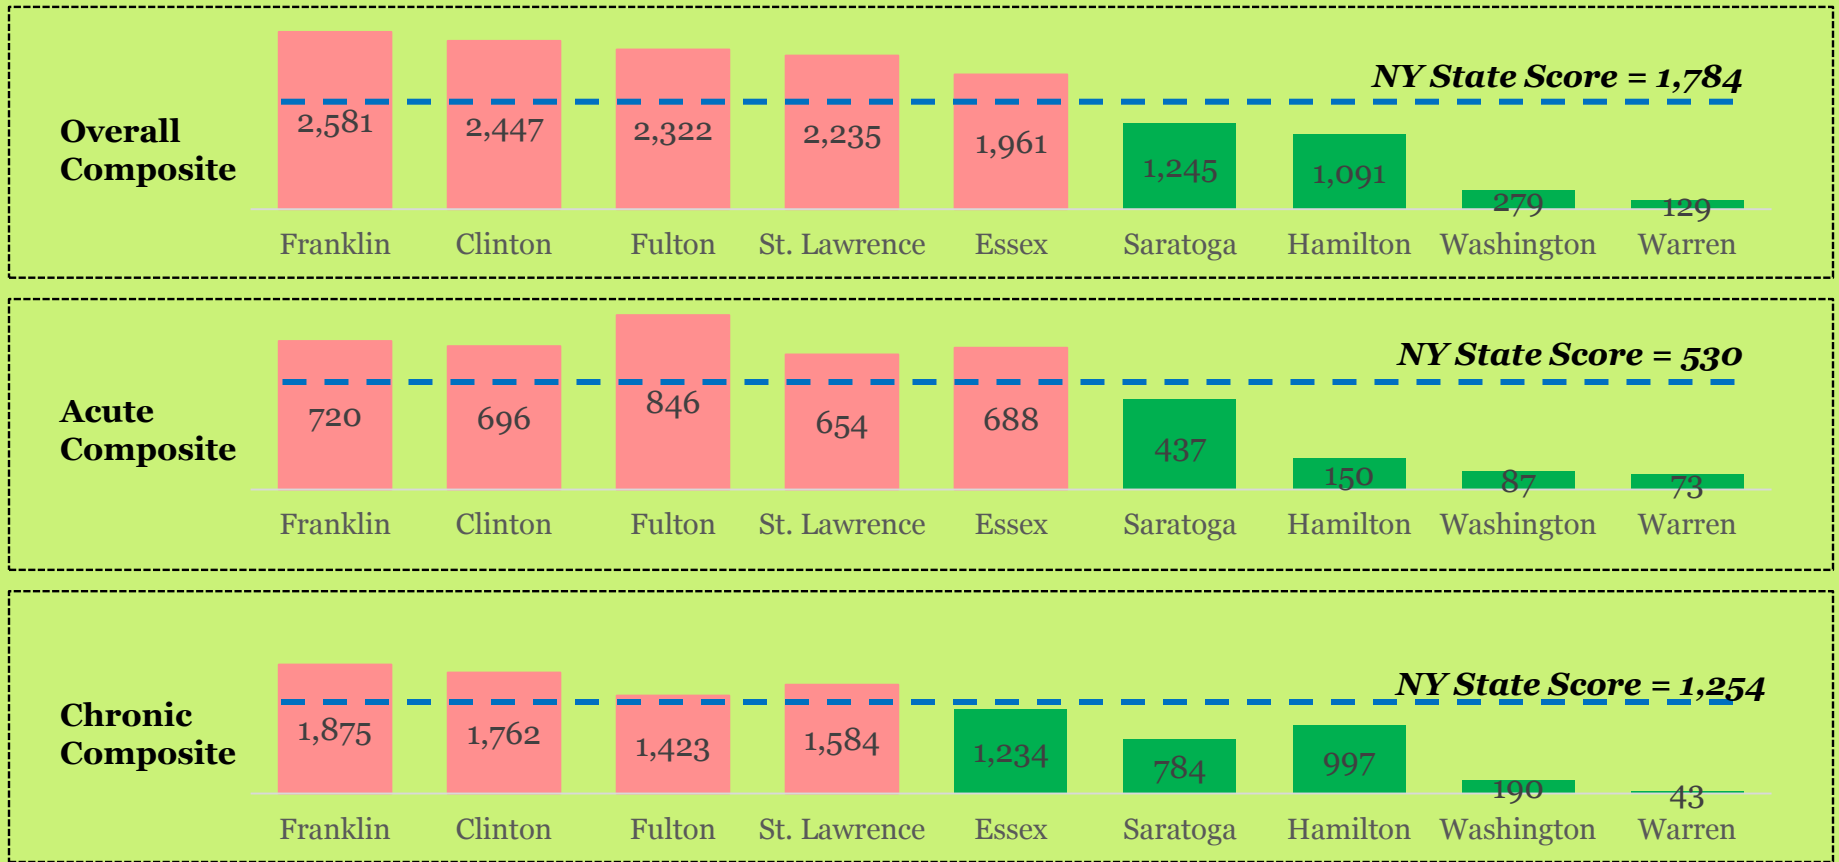 NY State Score = 1,784
Overall
Composite
2,581 2,447 2,322 2,235 1,961 1,245 1,091 279 129
Franklin Clinton Fulton St. Lawrence Essex Saratoga Hamilton Washington Warren
NY State Score = 530
Acute
Composite
720 696 846 654 688 437 150 87 73
Franklin Clinton Fulton St. Lawrence Essex Saratoga Hamilton Washington Warren
NY State Score = 1,254
Chronic
Composite
1,875 1,762 1,423 1,584 1,234 784 997 190 43
Franklin Clinton Fulton St. Lawrence Essex Saratoga Hamilton Washington Warren